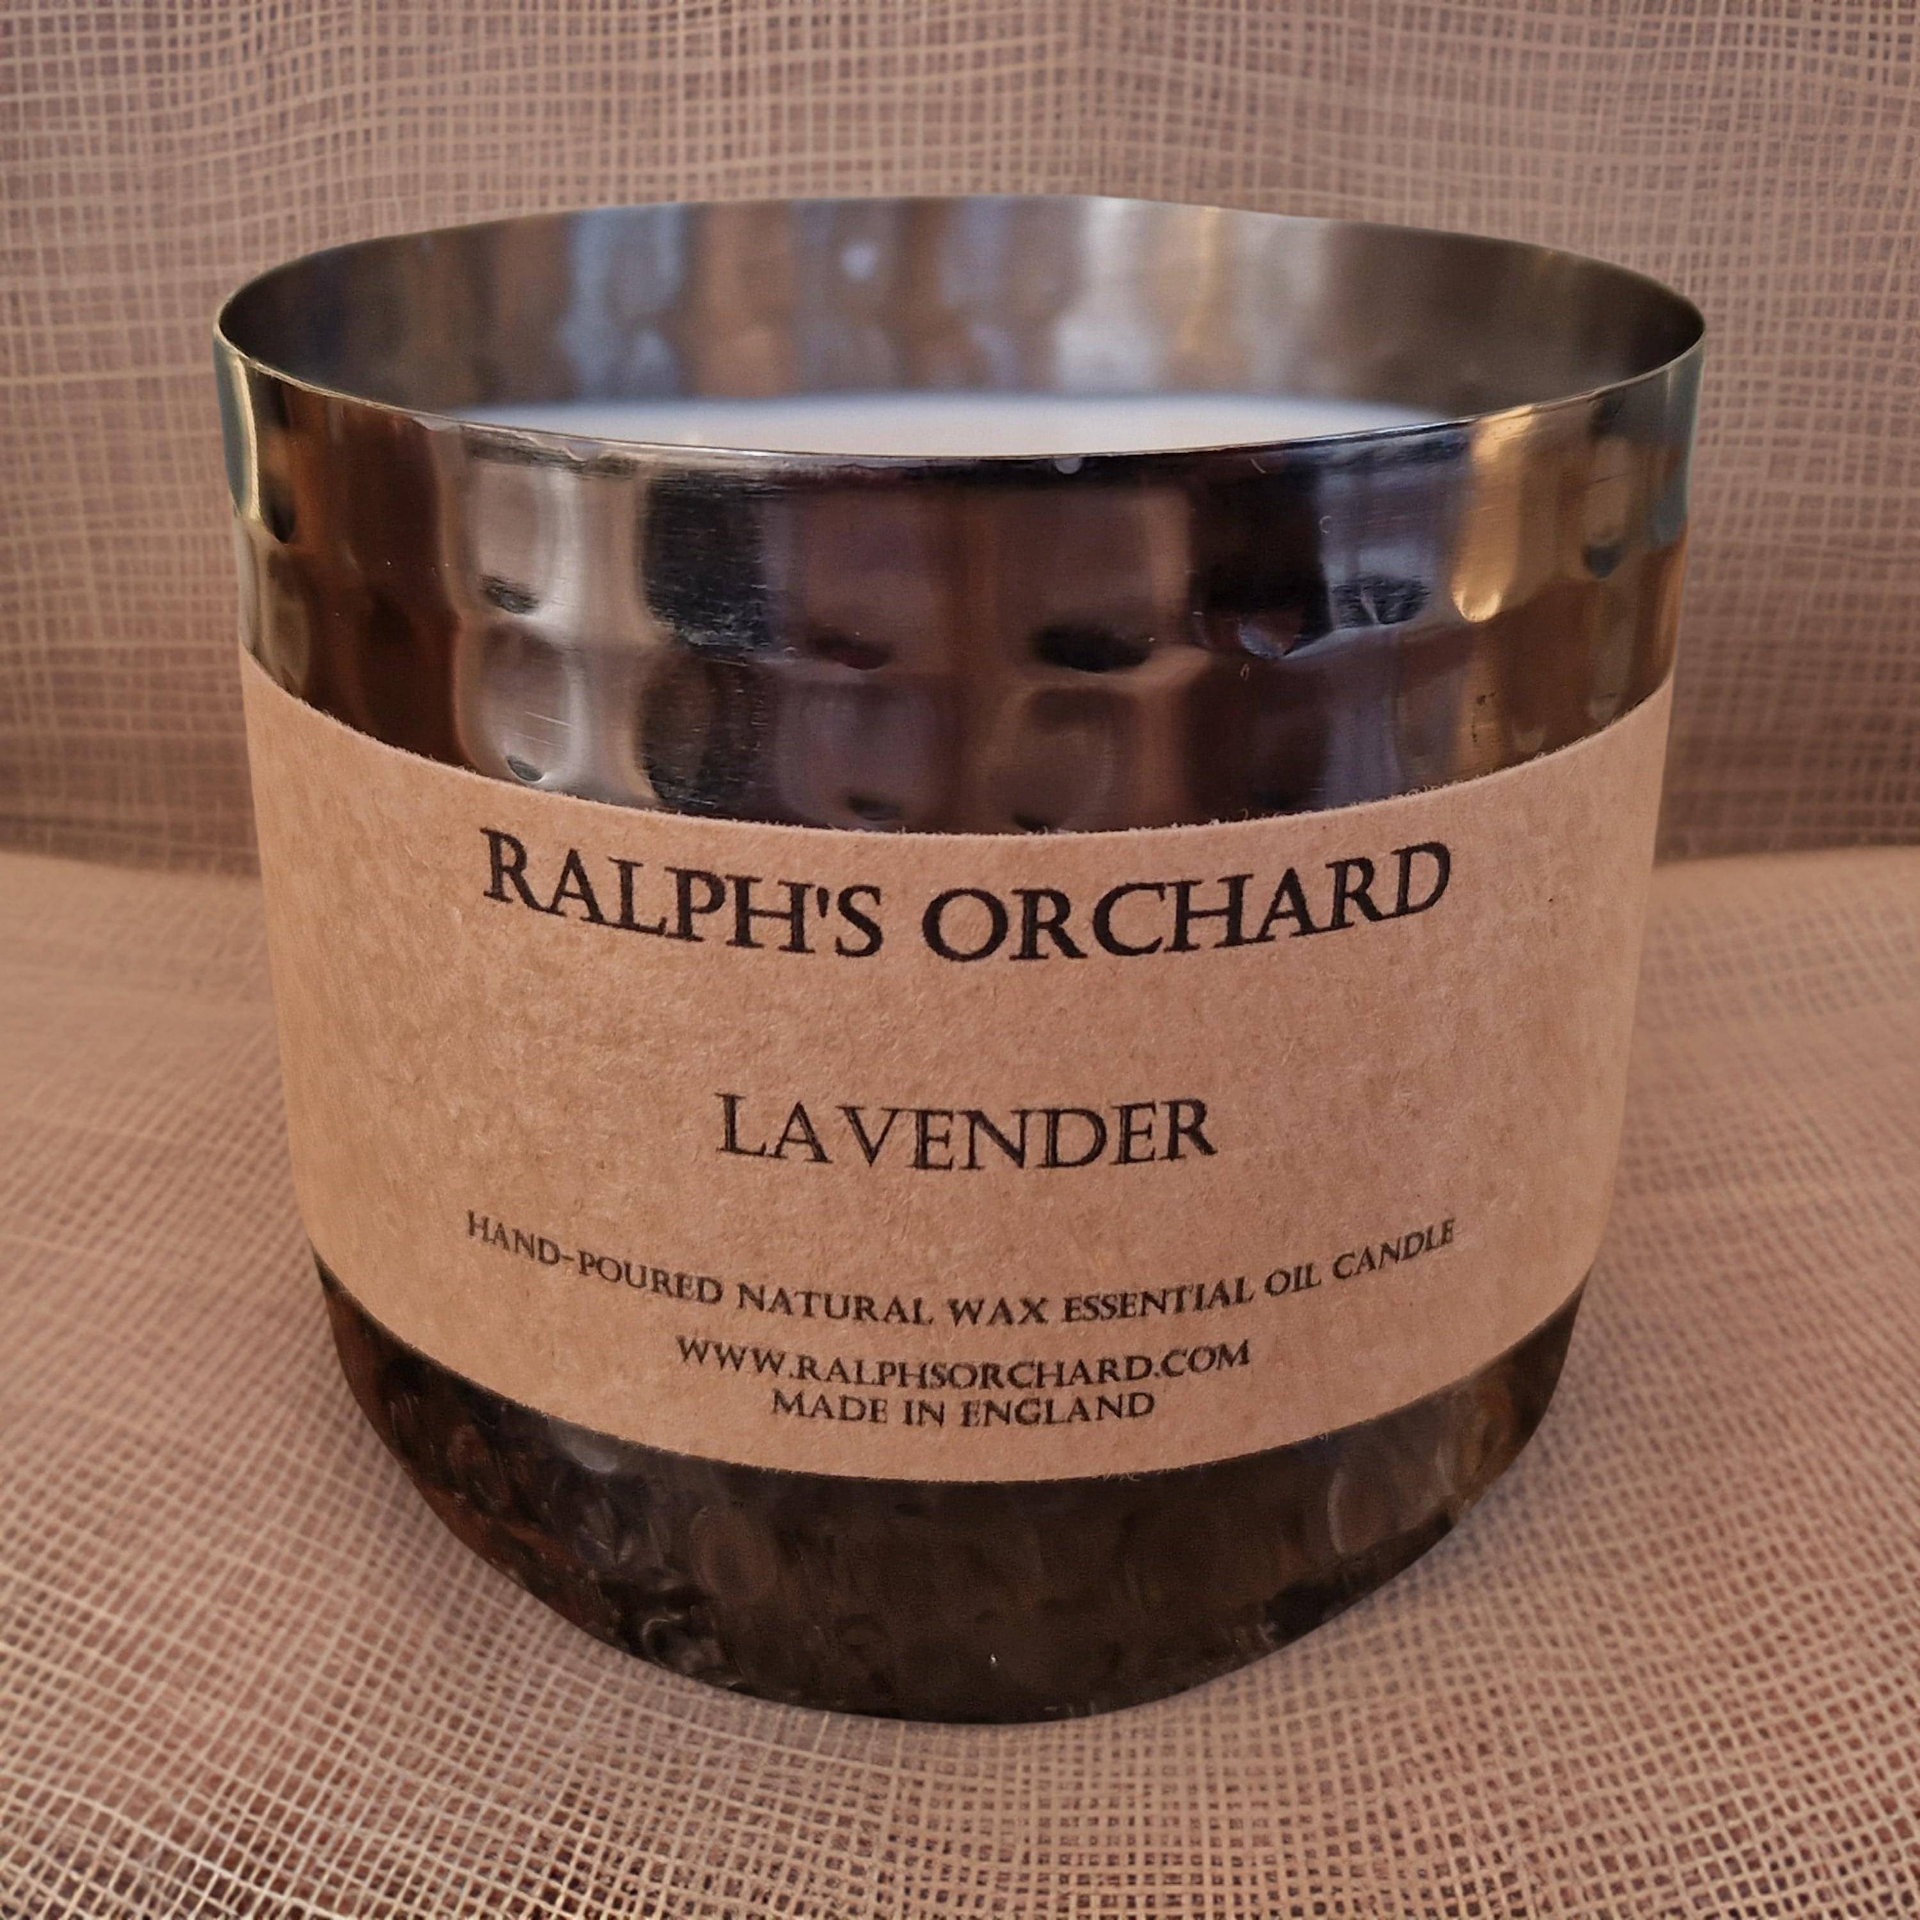 RALPH'S ORCHARD
LAVENDER
HAND-POURED NATURAL WAX ESSENTIAL OIL CANDLE
WWW.RALPHSORCHARD.COM
MADE IN ENGLAND